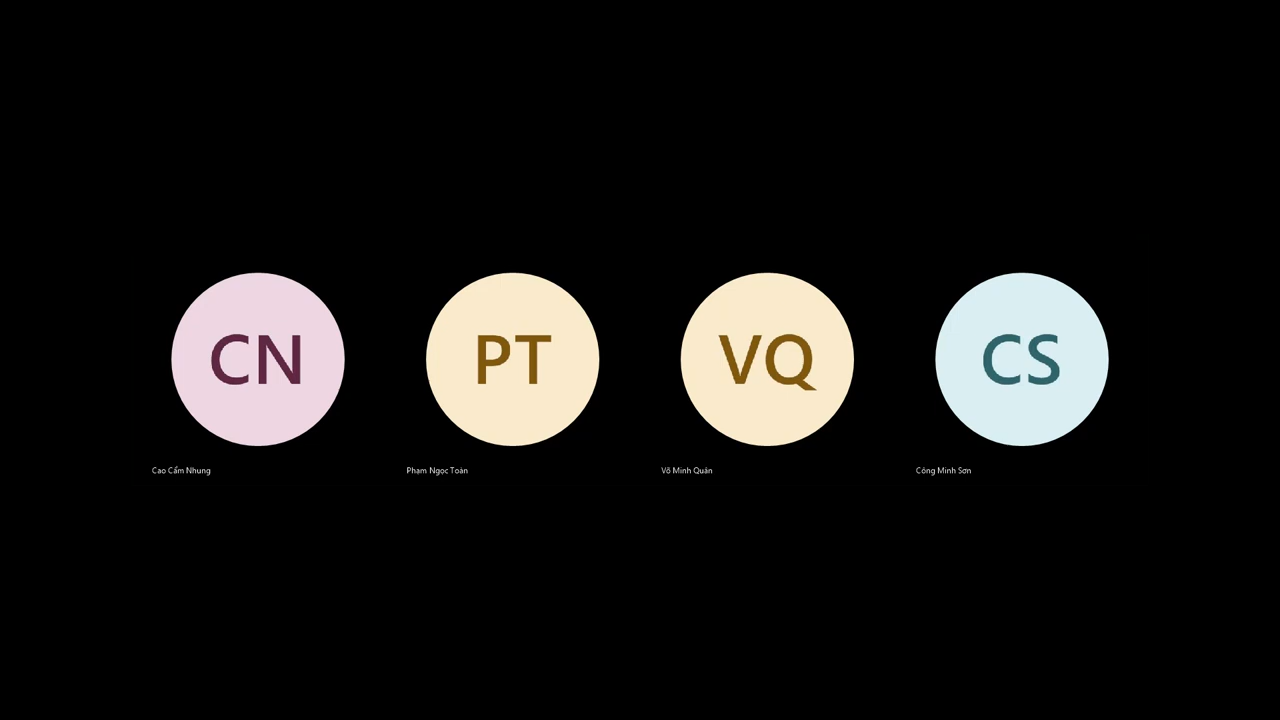 CN
PT
VQ
CS
Cao Cẩm Nhung
Phạm Ngọc Toàn
Võ Minh Quân
Công Minh Sơn